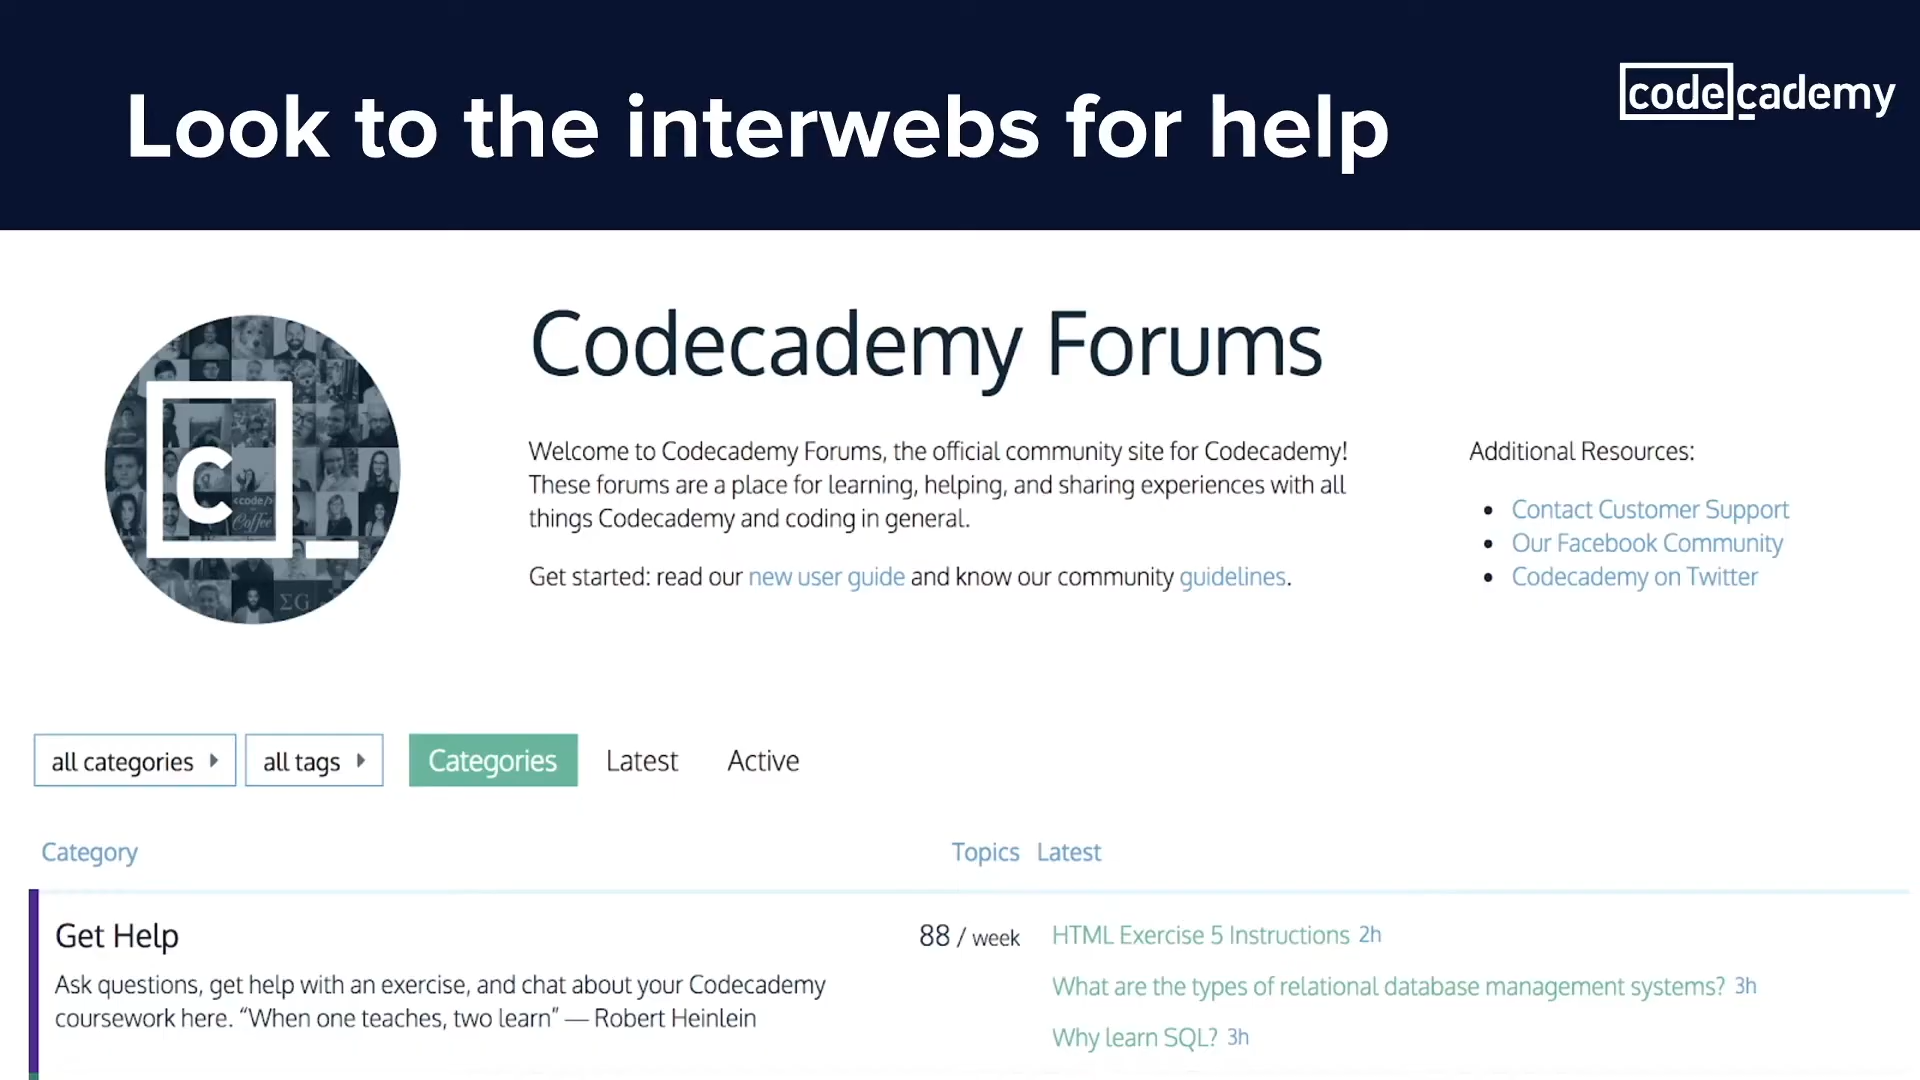 Look to the interwebs for help
codecademy
Codecademy Forums
Welcome to Codecademy Forums, the official community site for Codecademy!
These forums are a place for learning, helping, and sharing experiences with all
things Codecademy and coding in general.
Get started: read our new user guide and know our community guidelines.
Additional Resources:
Contact Customer Support
Our Facebook Community
Codecademy on Twitter
C
<code/>
Coffee
ΣG
all categories
all tags
Categories
Latest
Active
Category
Topics
Latest
Get Help
Ask questions, get help with an exercise, and chat about your Codecademy
coursework here. “When one teaches, two learn” — Robert Heinlein
88 / week
HTML Exercise 5 Instructions 2h
What are the types of relational database management systems? 3h
Why learn SQL? 3h